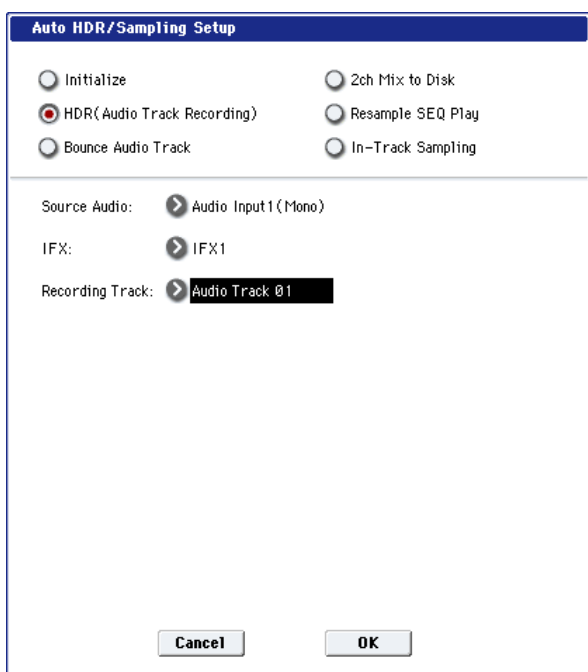 Auto HDR/Sampling Setup
Initialize
2ch Mix to Disk
HDR(Audio Track Recording)
Resample SEQ Play
Bounce Audio Track
In-Track Sampling
Source Audio: Audio Input1(Mono)
IFX: IFX1
Recording Track: Audio Track 01
Cancel OK